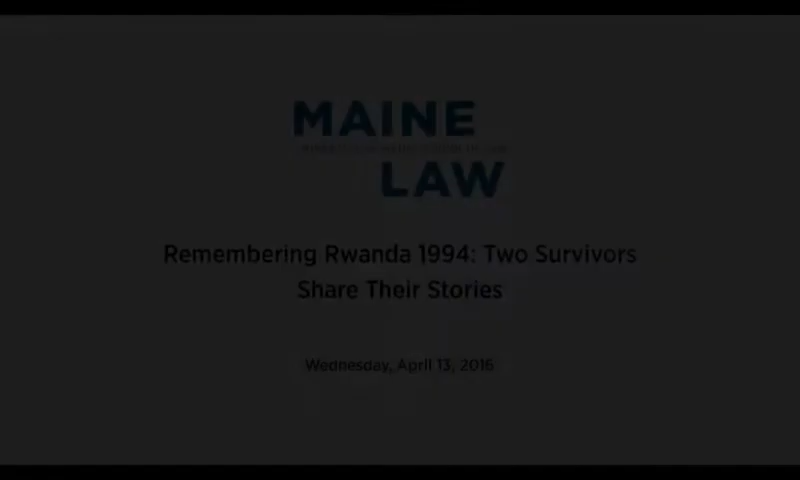 MAINE
LAW
Remembering Rwanda 1994: Two Survivors
Share Their Stories
Wednesday, April 13, 2016